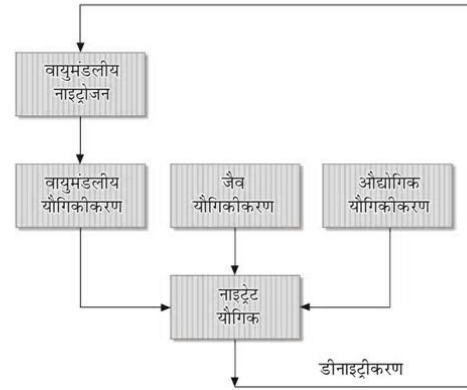 वायुमंडलीय
नाइट्रोजन
वायुमंडलीय
यौगिकीकरण
जैव
यौगिकीकरण
औद्योगिक
यौगिकीकरण
नाइट्रेट
यौगिक
डीनाइट्रीकरण